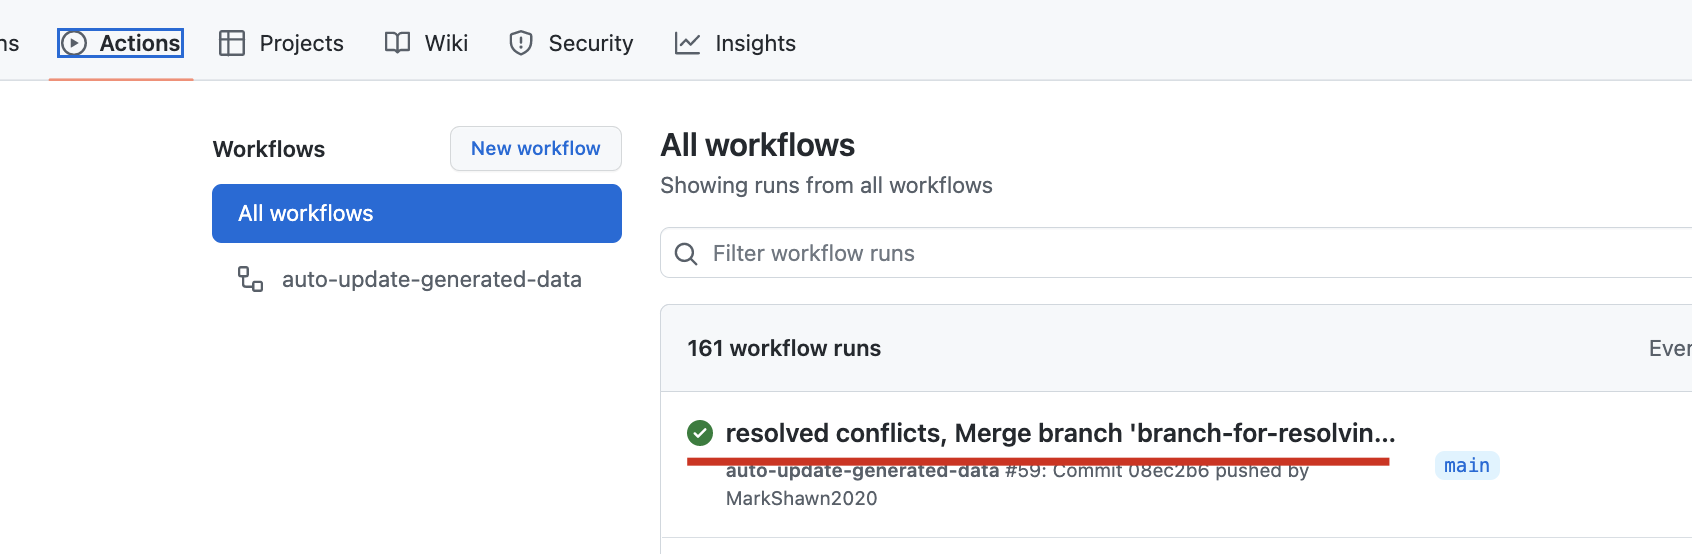 ns Actions Projects Wiki Security Insights
Workflows
New workflow
All workflows
auto-update-generated-data
All workflows
Showing runs from all workflows
Filter workflow runs
161 workflow runs
Even
resolved conflicts, Merge branch 'branch-for-resolvin...
auto-update-generated-data #59: Commit 08ec2b6 pushed by
MarkShawn2020
main